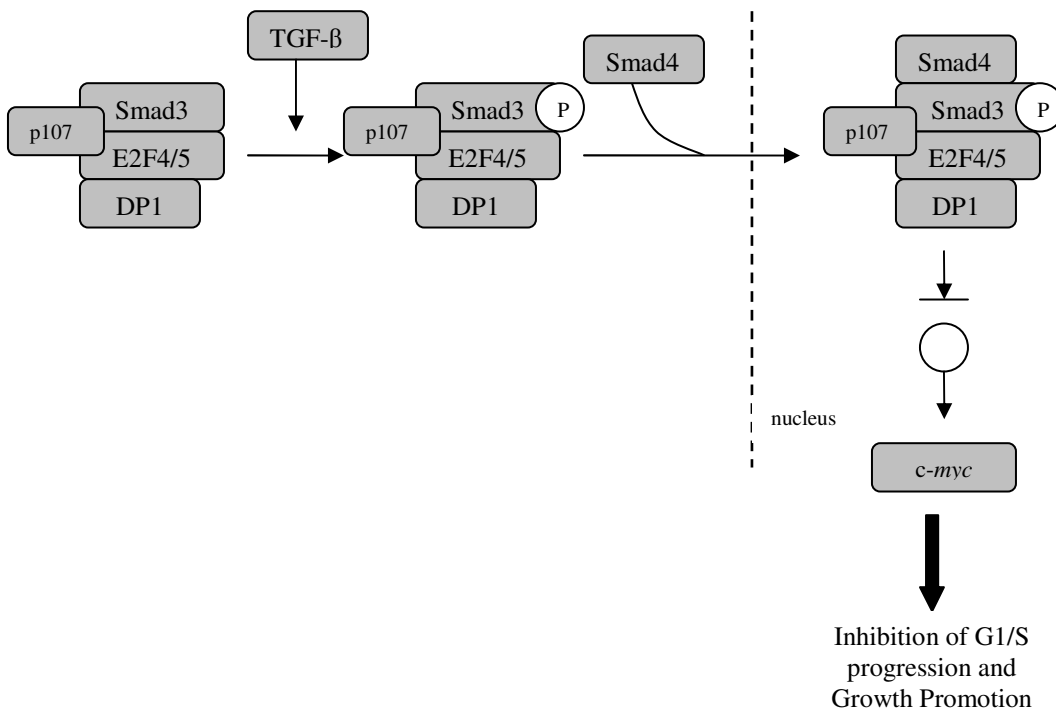 TGF-β
Smad4
Smad3
p107
E2F4/5
DP1
Smad3
P
p107
E2F4/5
DP1
Smad4
Smad3
P
p107
E2F4/5
DP1
nucleus
c-myc
Inhibition of G1/S
progression and
Growth Promotion